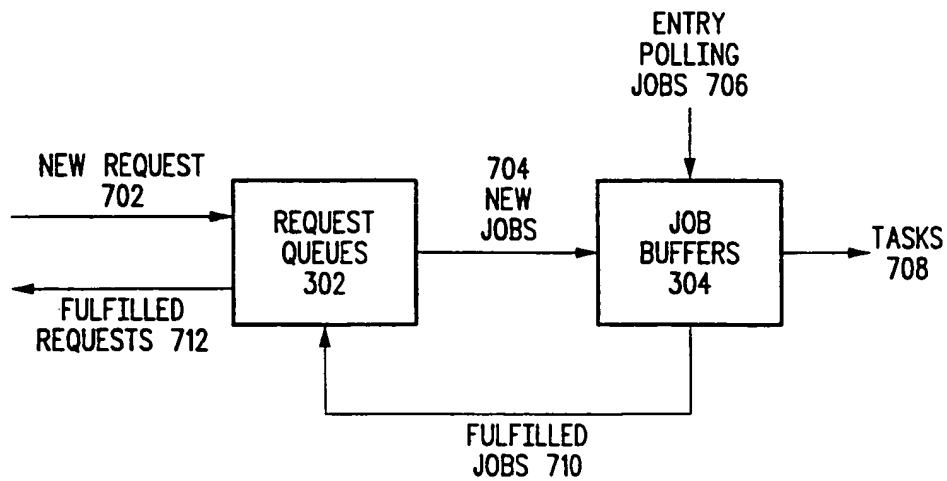 ENTRY
POLLING
JOBS 706
NEW REQUEST
702
REQUEST
QUEUES
302
704
NEW
JOBS
JOB
BUFFERS
304
TASKS
708
FULFILLED
REQUESTS 712
FULFILLED
JOBS 710